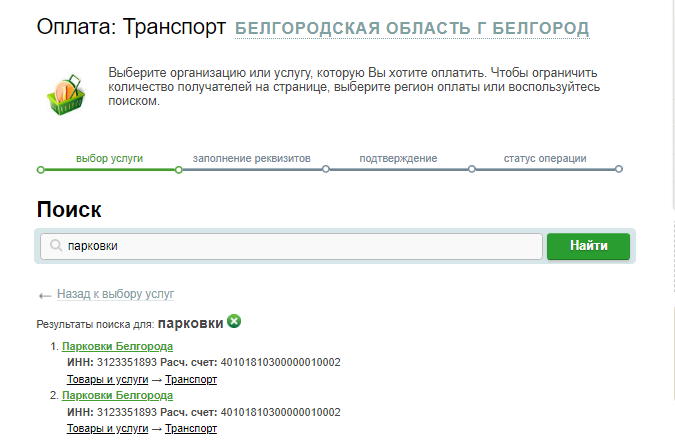 Оплата: Транспорт БЕЛГОРОДСКАЯ ОБЛАСТЬ Г БЕЛГОРОД
Выберите организацию или услугу, которую Вы хотите оплатить. Чтобы ограничить
количество получателей на странице, выберите регион оплаты или воспользуйтесь
поиском.
выбор услуги заполнение реквизитов подтверждение статус операции
Поиск
парковки Найти
← Назад к выбору услуг
Результаты поиска для: парковки
1. Парковки Белгорода
ИНН: 3123351893 Расч. счет: 40101810300000010002
Товары и услуги → Транспорт
2. Парковки Белгорода
ИНН: 3123351893 Расч. счет: 40101810300000010002
Товары и услуги → Транспорт